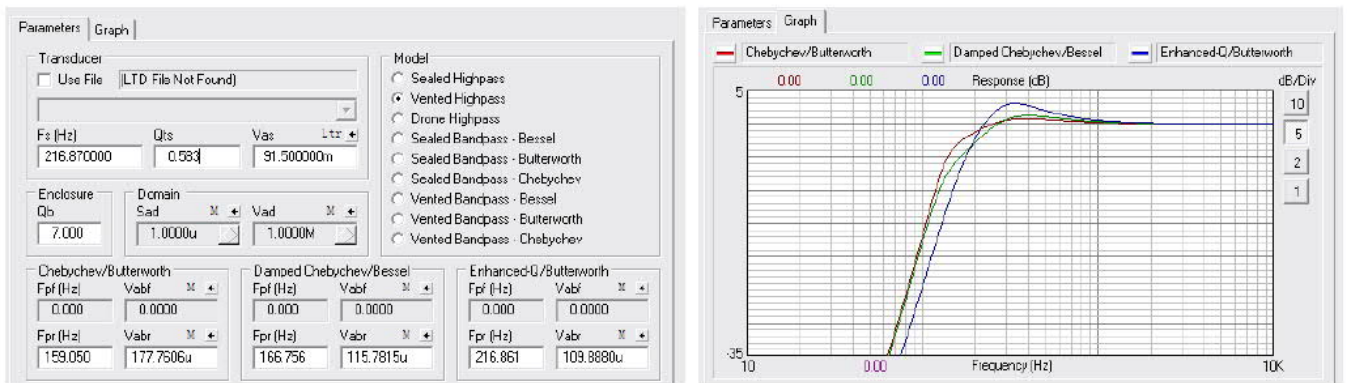 Parameters Graph
Transducer
Use File (LTD File Not Found)
Fs (Hz) Qts Vas Ltr
216.870000 0.583 91.500000m
Enclosure
Qb
7.000
Domain
Sad M Vad M
1.0000u 1.0000M
Model
Sealed Highpass
Vented Highpass
Drone Highpass
Sealed Bandpass - Bessel
Sealed Bandpass - Butterworth
Sealed Bandpass - Chebychev
Vented Bandpass - Bessel
Vented Bandpass - Butterworth
Vented Bandpass - Chebychev
Chebychev/Butterworth
Fpf (Hz) Vabf M
0.000 0.0000
Fpr (Hz) Vabr M
159.050 177.7606u
Damped Chebychev/Bessel
Fpf (Hz) Vabf M
0.000 0.0000
Fpr (Hz) Vabr M
166.756 115.7815u
Enhanced-Q/Butterworth
Fpf (Hz) Vabf M
0.000 0.0000
Fpr (Hz) Vabr M
216.861 109.8880u
Parameters Graph
Chebychev/Butterworth Damped Chebychev/Bessel Enhanced-Q/Butterworth
0.00 0.00 0.00 Response (dB) dB/Div
5
10
5
2
1
-35
10 0.00 Frequency (Hz) 10K